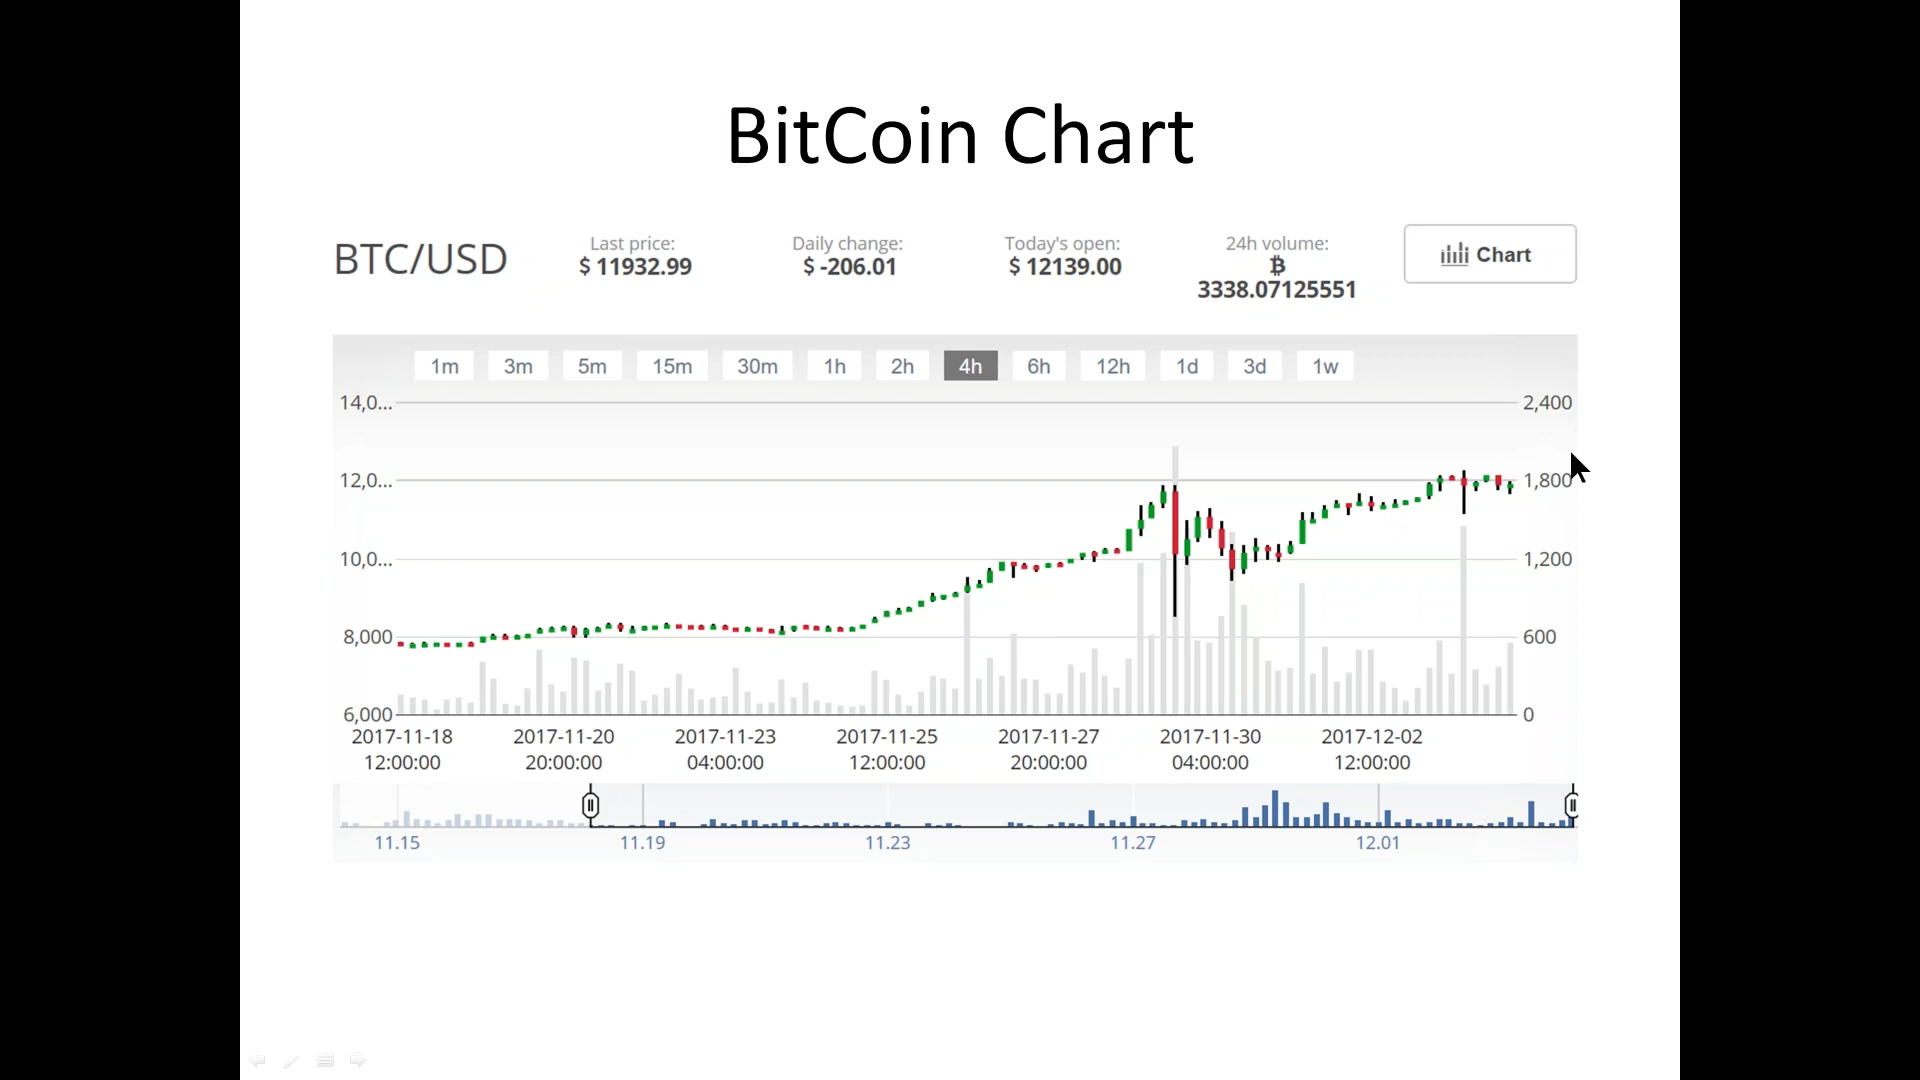 BitCoin Chart
BTC/USD
Last price:
$ 11932.99
Daily change:
$ -206.01
Today's open:
$ 12139.00
24h volume:
฿
3338.07125551
Chart
1m 3m 5m 15m 30m 1h 2h 4h 6h 12h 1d 3d 1w
14,0... 2,400
12,0... 1,800
10,0... 1,200
8,000 600
6,000 0
2017-11-18 2017-11-20 2017-11-23 2017-11-25 2017-11-27 2017-11-30 2017-12-02
12:00:00 20:00:00 04:00:00 12:00:00 20:00:00 04:00:00 12:00:00
11.15 11.19 11.23 11.27 12.01